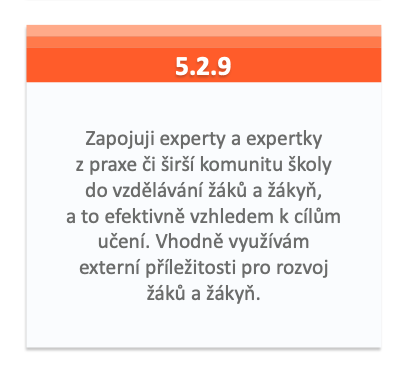 5.2.9
Zapojuji experty a expertky
z praxe či širší komunitu školy
do vzdělávání žáků a žákyň,
a to efektivně vzhledem k cílům
učení. Vhodně využívám
externí příležitosti pro rozvoj
žáků a žákyň.